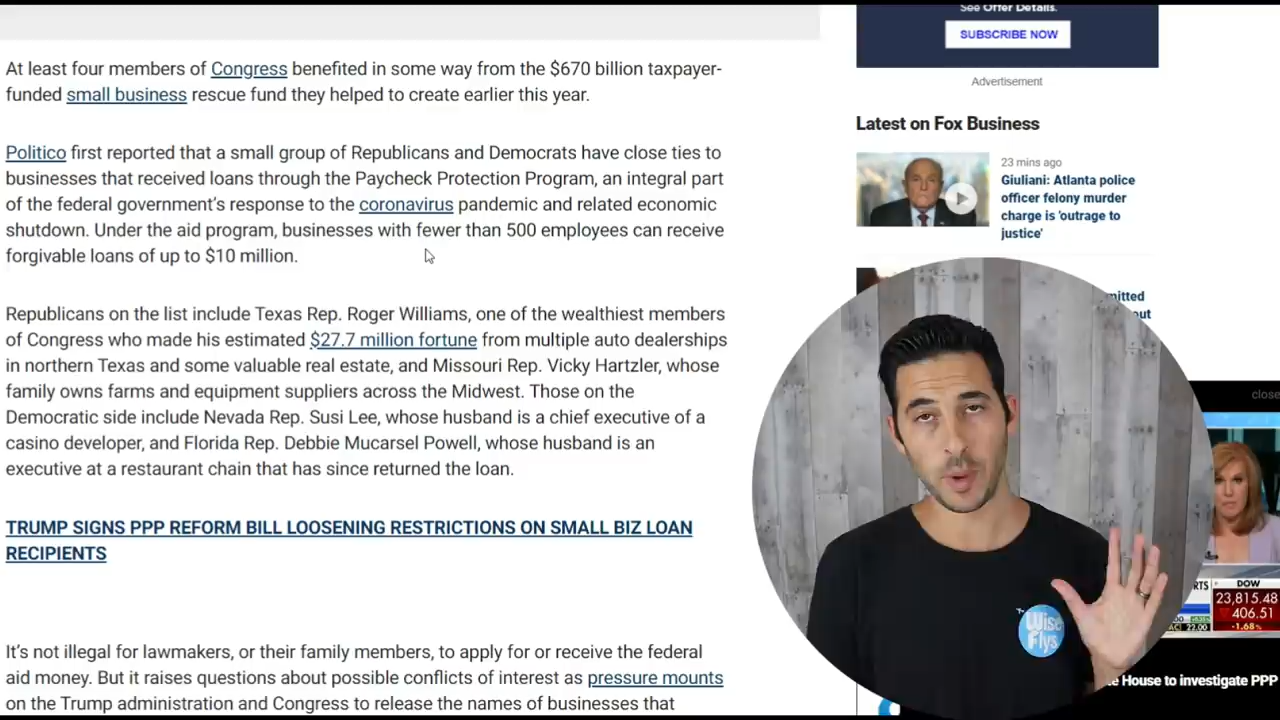 See Offer Details.
SUBSCRIBE NOW
Advertisement
At least four members of Congress benefited in some way from the $670 billion taxpayer-
funded small business rescue fund they helped to create earlier this year.
Politico first reported that a small group of Republicans and Democrats have close ties to
businesses that received loans through the Paycheck Protection Program, an integral part
of the federal government's response to the coronavirus pandemic and related economic
shutdown. Under the aid program, businesses with fewer than 500 employees can receive
forgivable loans of up to $10 million.
Republicans on the list include Texas Rep. Roger Williams, one of the wealthiest members
of Congress who made his estimated $27.7 million fortune from multiple auto dealerships
in northern Texas and some valuable real estate, and Missouri Rep. Vicky Hartzler, whose
family owns farms and equipment suppliers across the Midwest. Those on the
Democratic side include Nevada Rep. Susi Lee, whose husband is a chief executive of a
casino developer, and Florida Rep. Debbie Mucarsel Powell, whose husband is an
executive at a restaurant chain that has since returned the loan.
TRUMP SIGNS PPP REFORM BILL LOOSENING RESTRICTIONS ON SMALL BIZ LOAN
RECIPIENTS
It's not illegal for lawmakers, or their family members, to apply for or receive the federal
aid money. But it raises questions about possible conflicts of interest as pressure mounts
on the Trump administration and Congress to release the names of businesses that
Latest on Fox Business
23 mins ago
Giuliani: Atlanta police
officer felony murder
charge is 'outrage to
justice'
close
Wise
Flys
DOW
23,815.48
406.51
-1.68%
22.00
House to investigate PPP